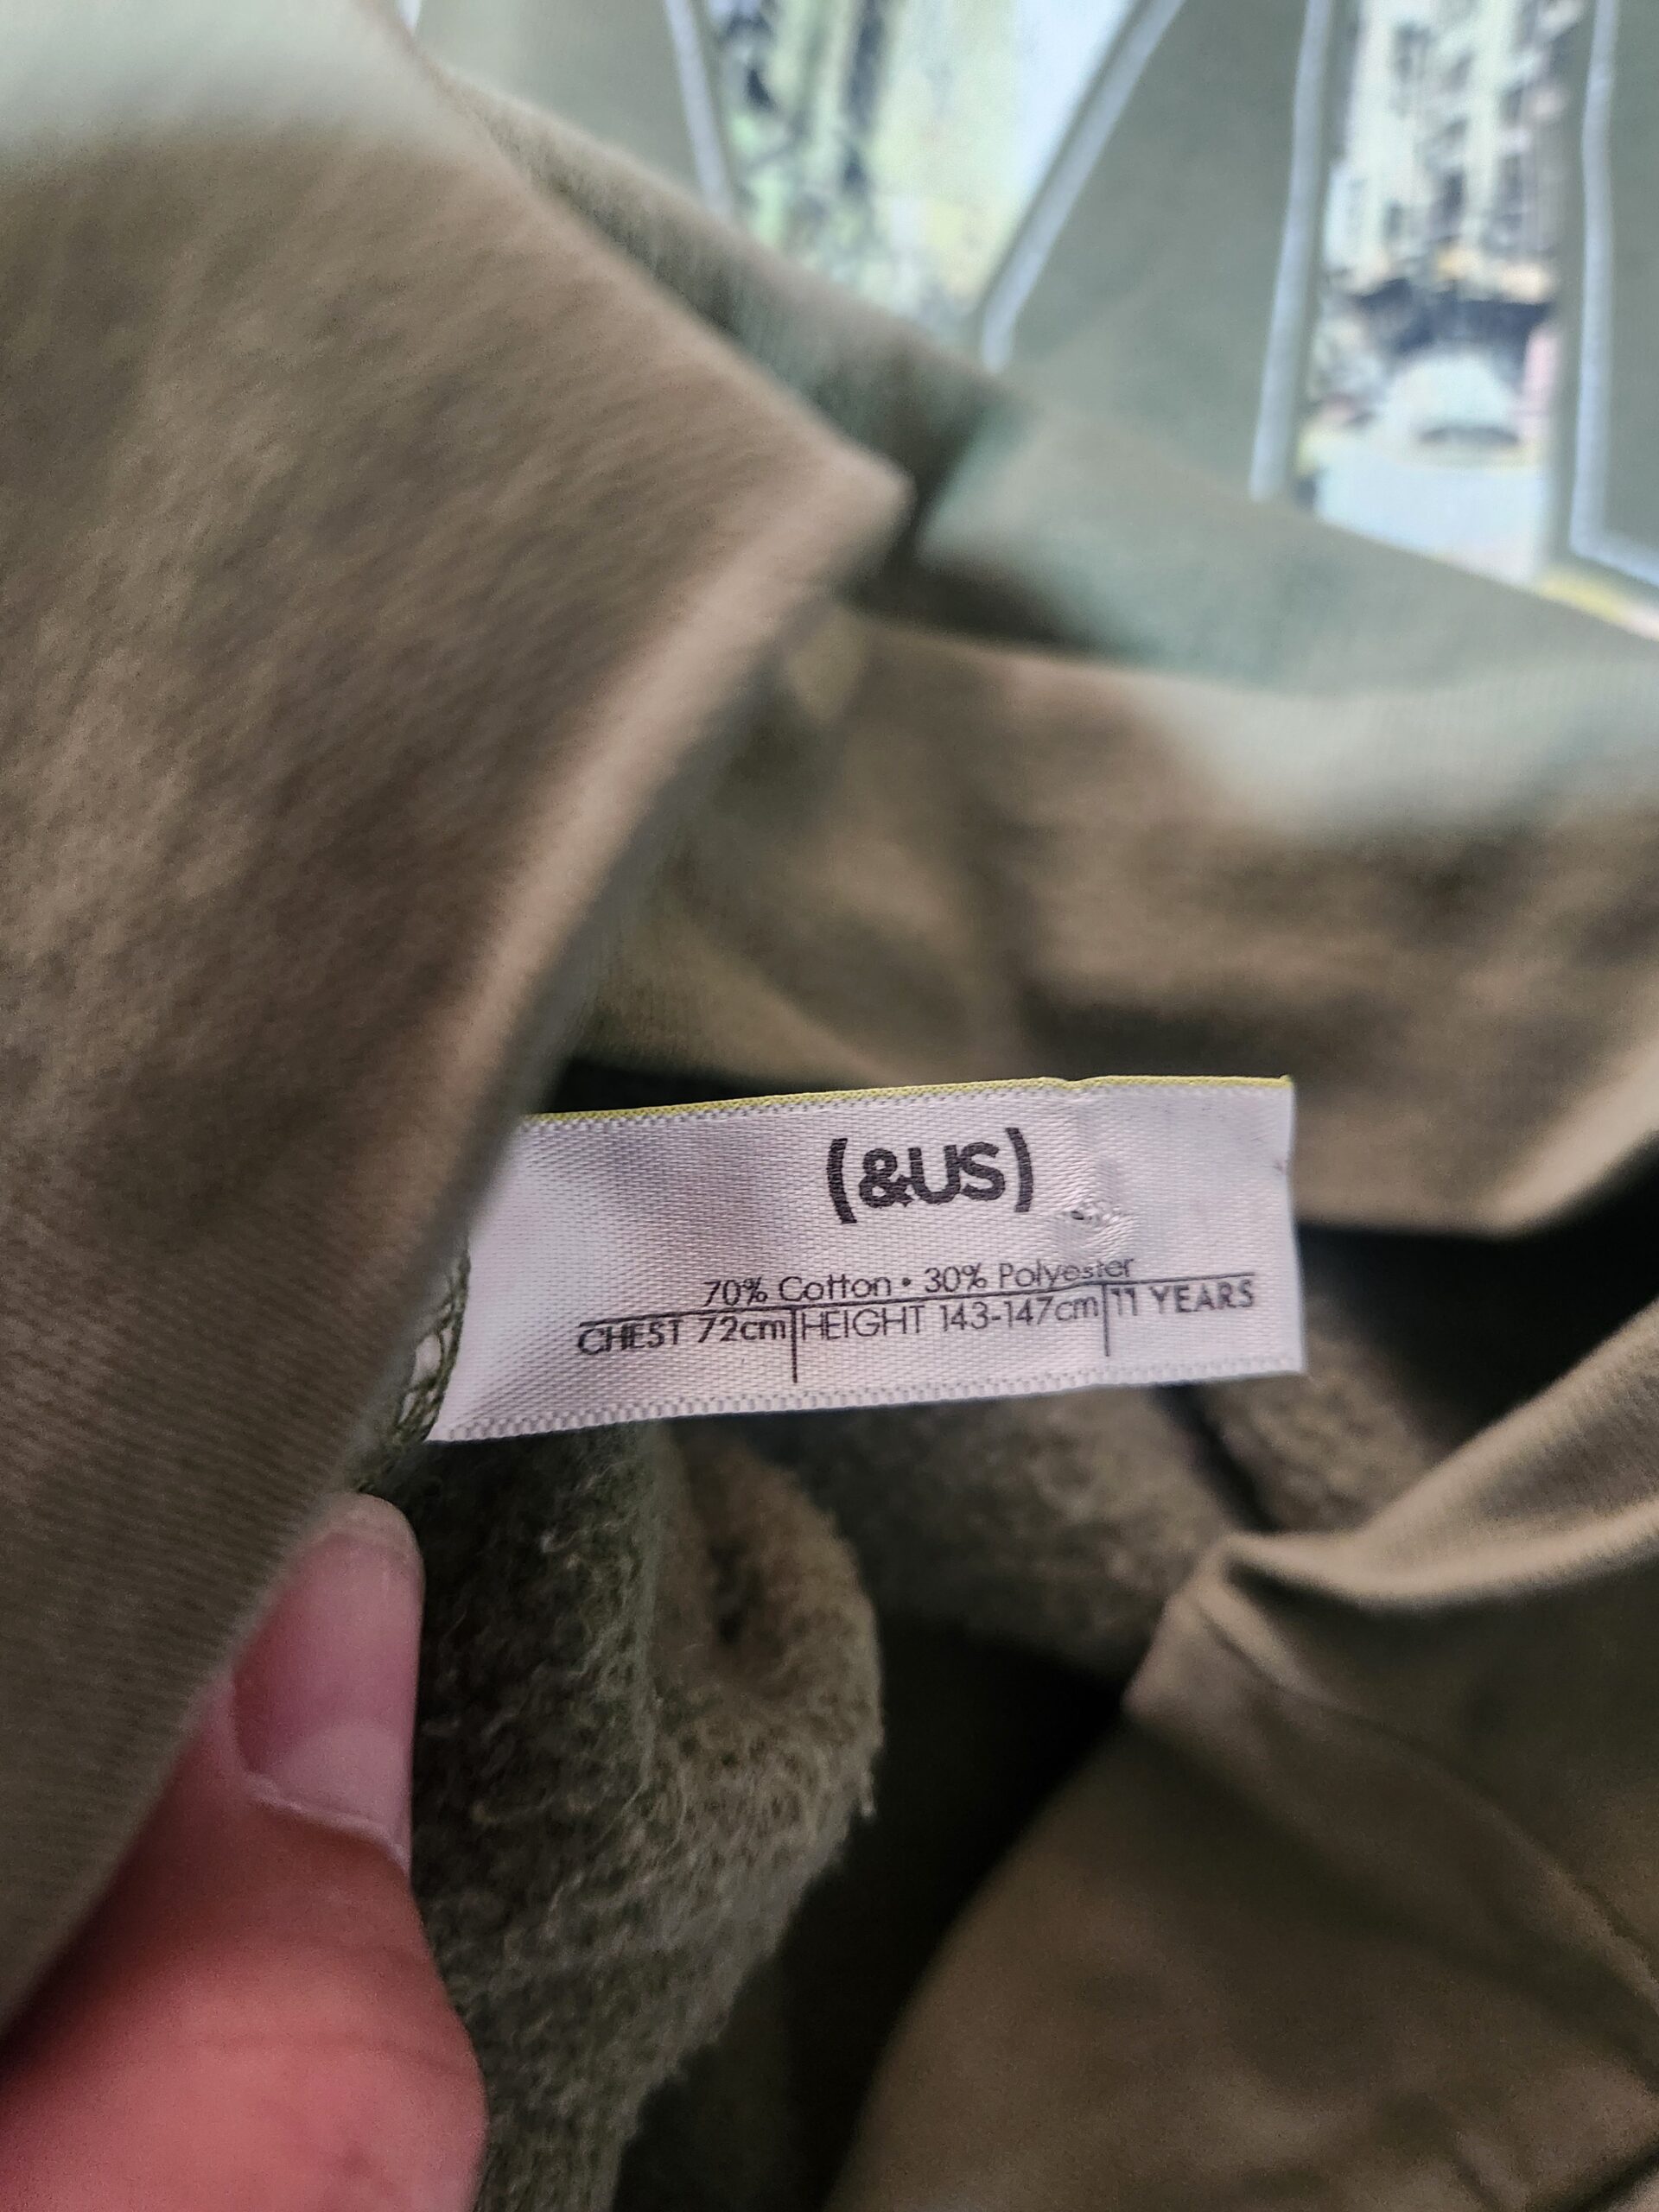 (&US)
70% Cotton • 30% Polyester
CHEST 72cm HEIGHT 143-147cm 11 YEARS